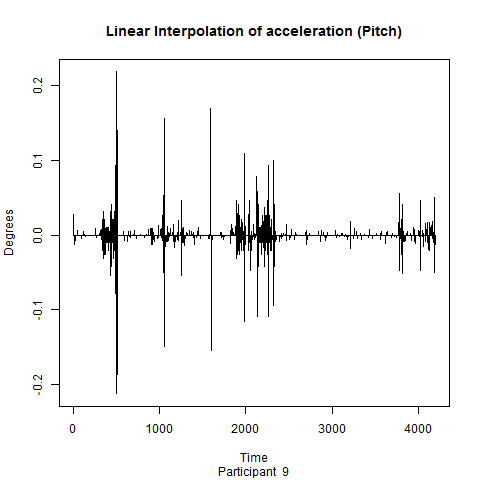 Linear Interpolation of acceleration (Pitch)
Degrees
0.2
0.1
0.0
-0.1
-0.2
0 1000 2000 3000 4000
Time
Participant 9